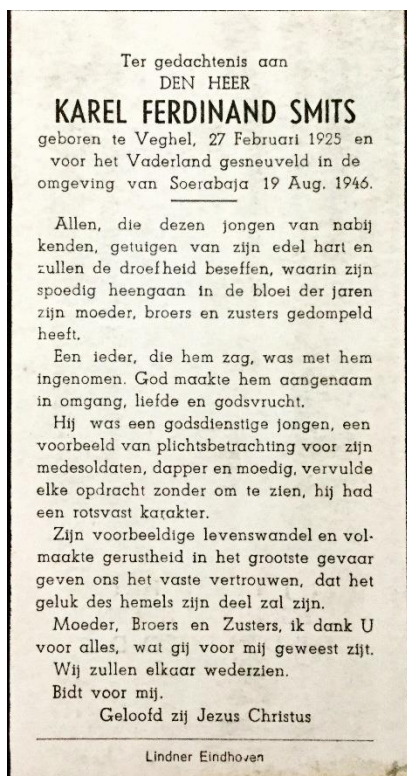 Ter gedachtenis aan
DEN HEER
KAREL FERDINAND SMITS
geboren te Veghel, 27 Februari 1925 en
voor het Vaderland gesneuveld in de
omgeving van Soerabaja 19 Aug. 1946.
Allen, die dezen jongen van nabij
kenden, getuigen van zijn edel hart en
zullen de droefheid beseffen, waarin zijn
spoedig heengaan in de bloei der jaren
zijn moeder, broers en zusters gedompeld
heeft.
Een ieder, die hem zag, was met hem
ingenomen. God maakte hem aangenaam
in omgang, liefde en godsvrucht.
Hij was een godsdienstige jongen, een
voorbeeld van plichtsbetrachting voor zijn
medesoldaten, dapper en moedig, vervulde
elke opdracht zonder om te zien, hij had
een rotsvast karakter.
Zijn voorbeeldige levenswandel en vol-
maakte gerustheid in het grootste gevaar
geven ons het vaste vertrouwen, dat het
geluk des hemels zijn deel zal zijn.
Moeder, Broers en Zusters, ik dank U
voor alles, wat gij voor mij geweest zijt.
Wij zullen elkaar wederzien.
Bidt voor mij.
Geloofd zij Jezus Christus
Lindner Eindhoven